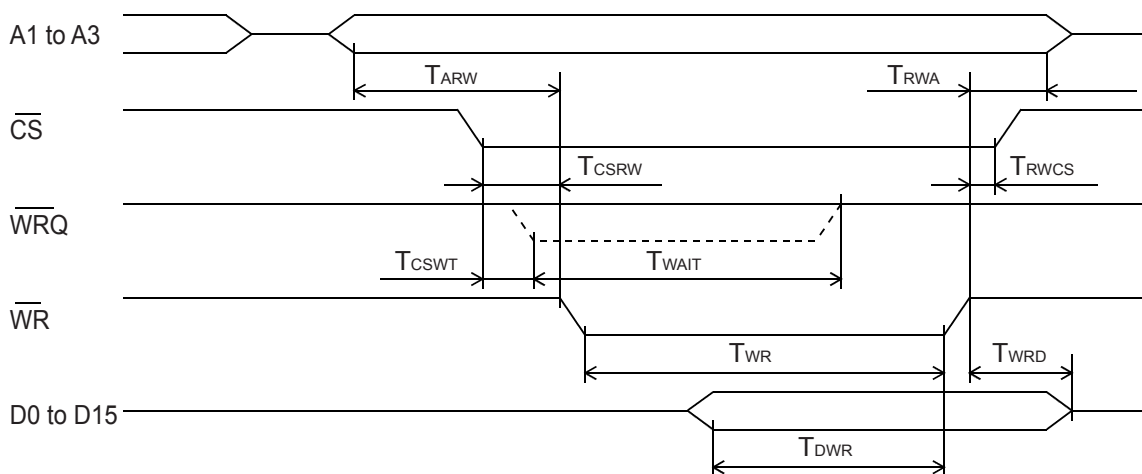 A1 to A3
TARW
TRWA
CS
TCSRW
TRWCS
WRQ
TCSWT
TWAIT
WR
TWR
TWRD
D0 to D15
TDWR